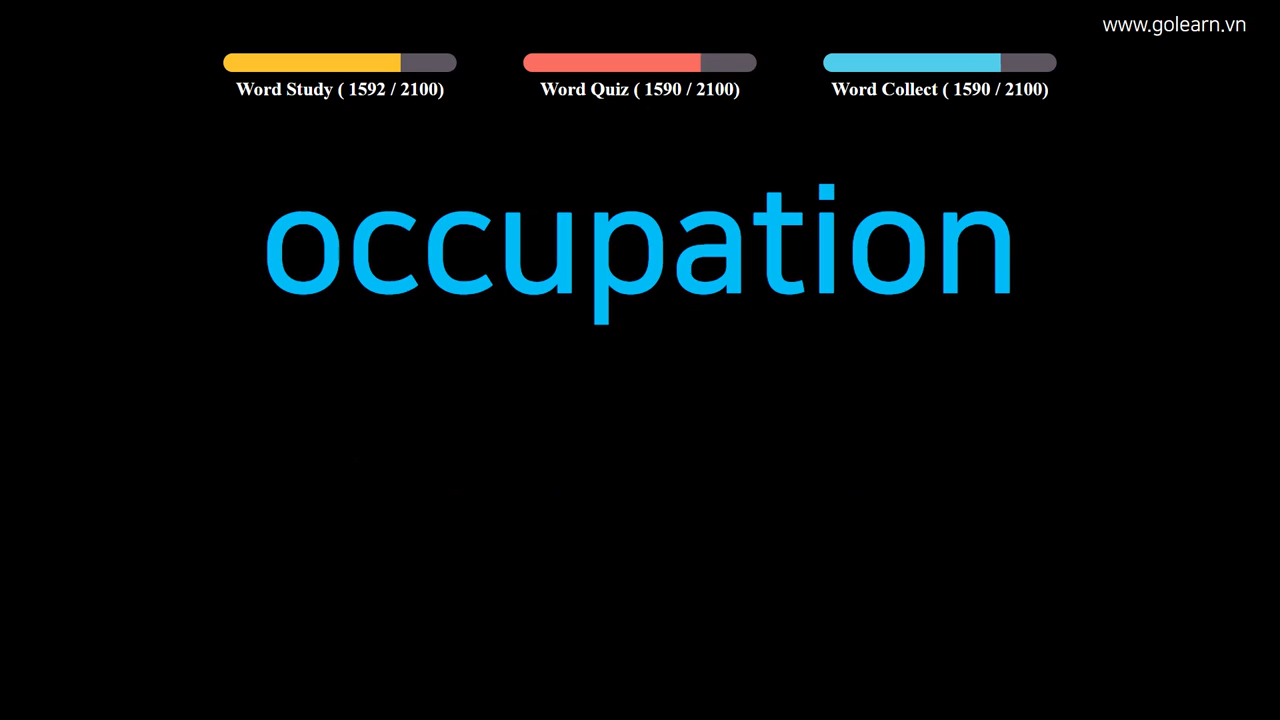 www.golearn.vn
Word Study ( 1592 / 2100)
Word Quiz ( 1590 / 2100)
Word Collect ( 1590 / 2100)
occupation